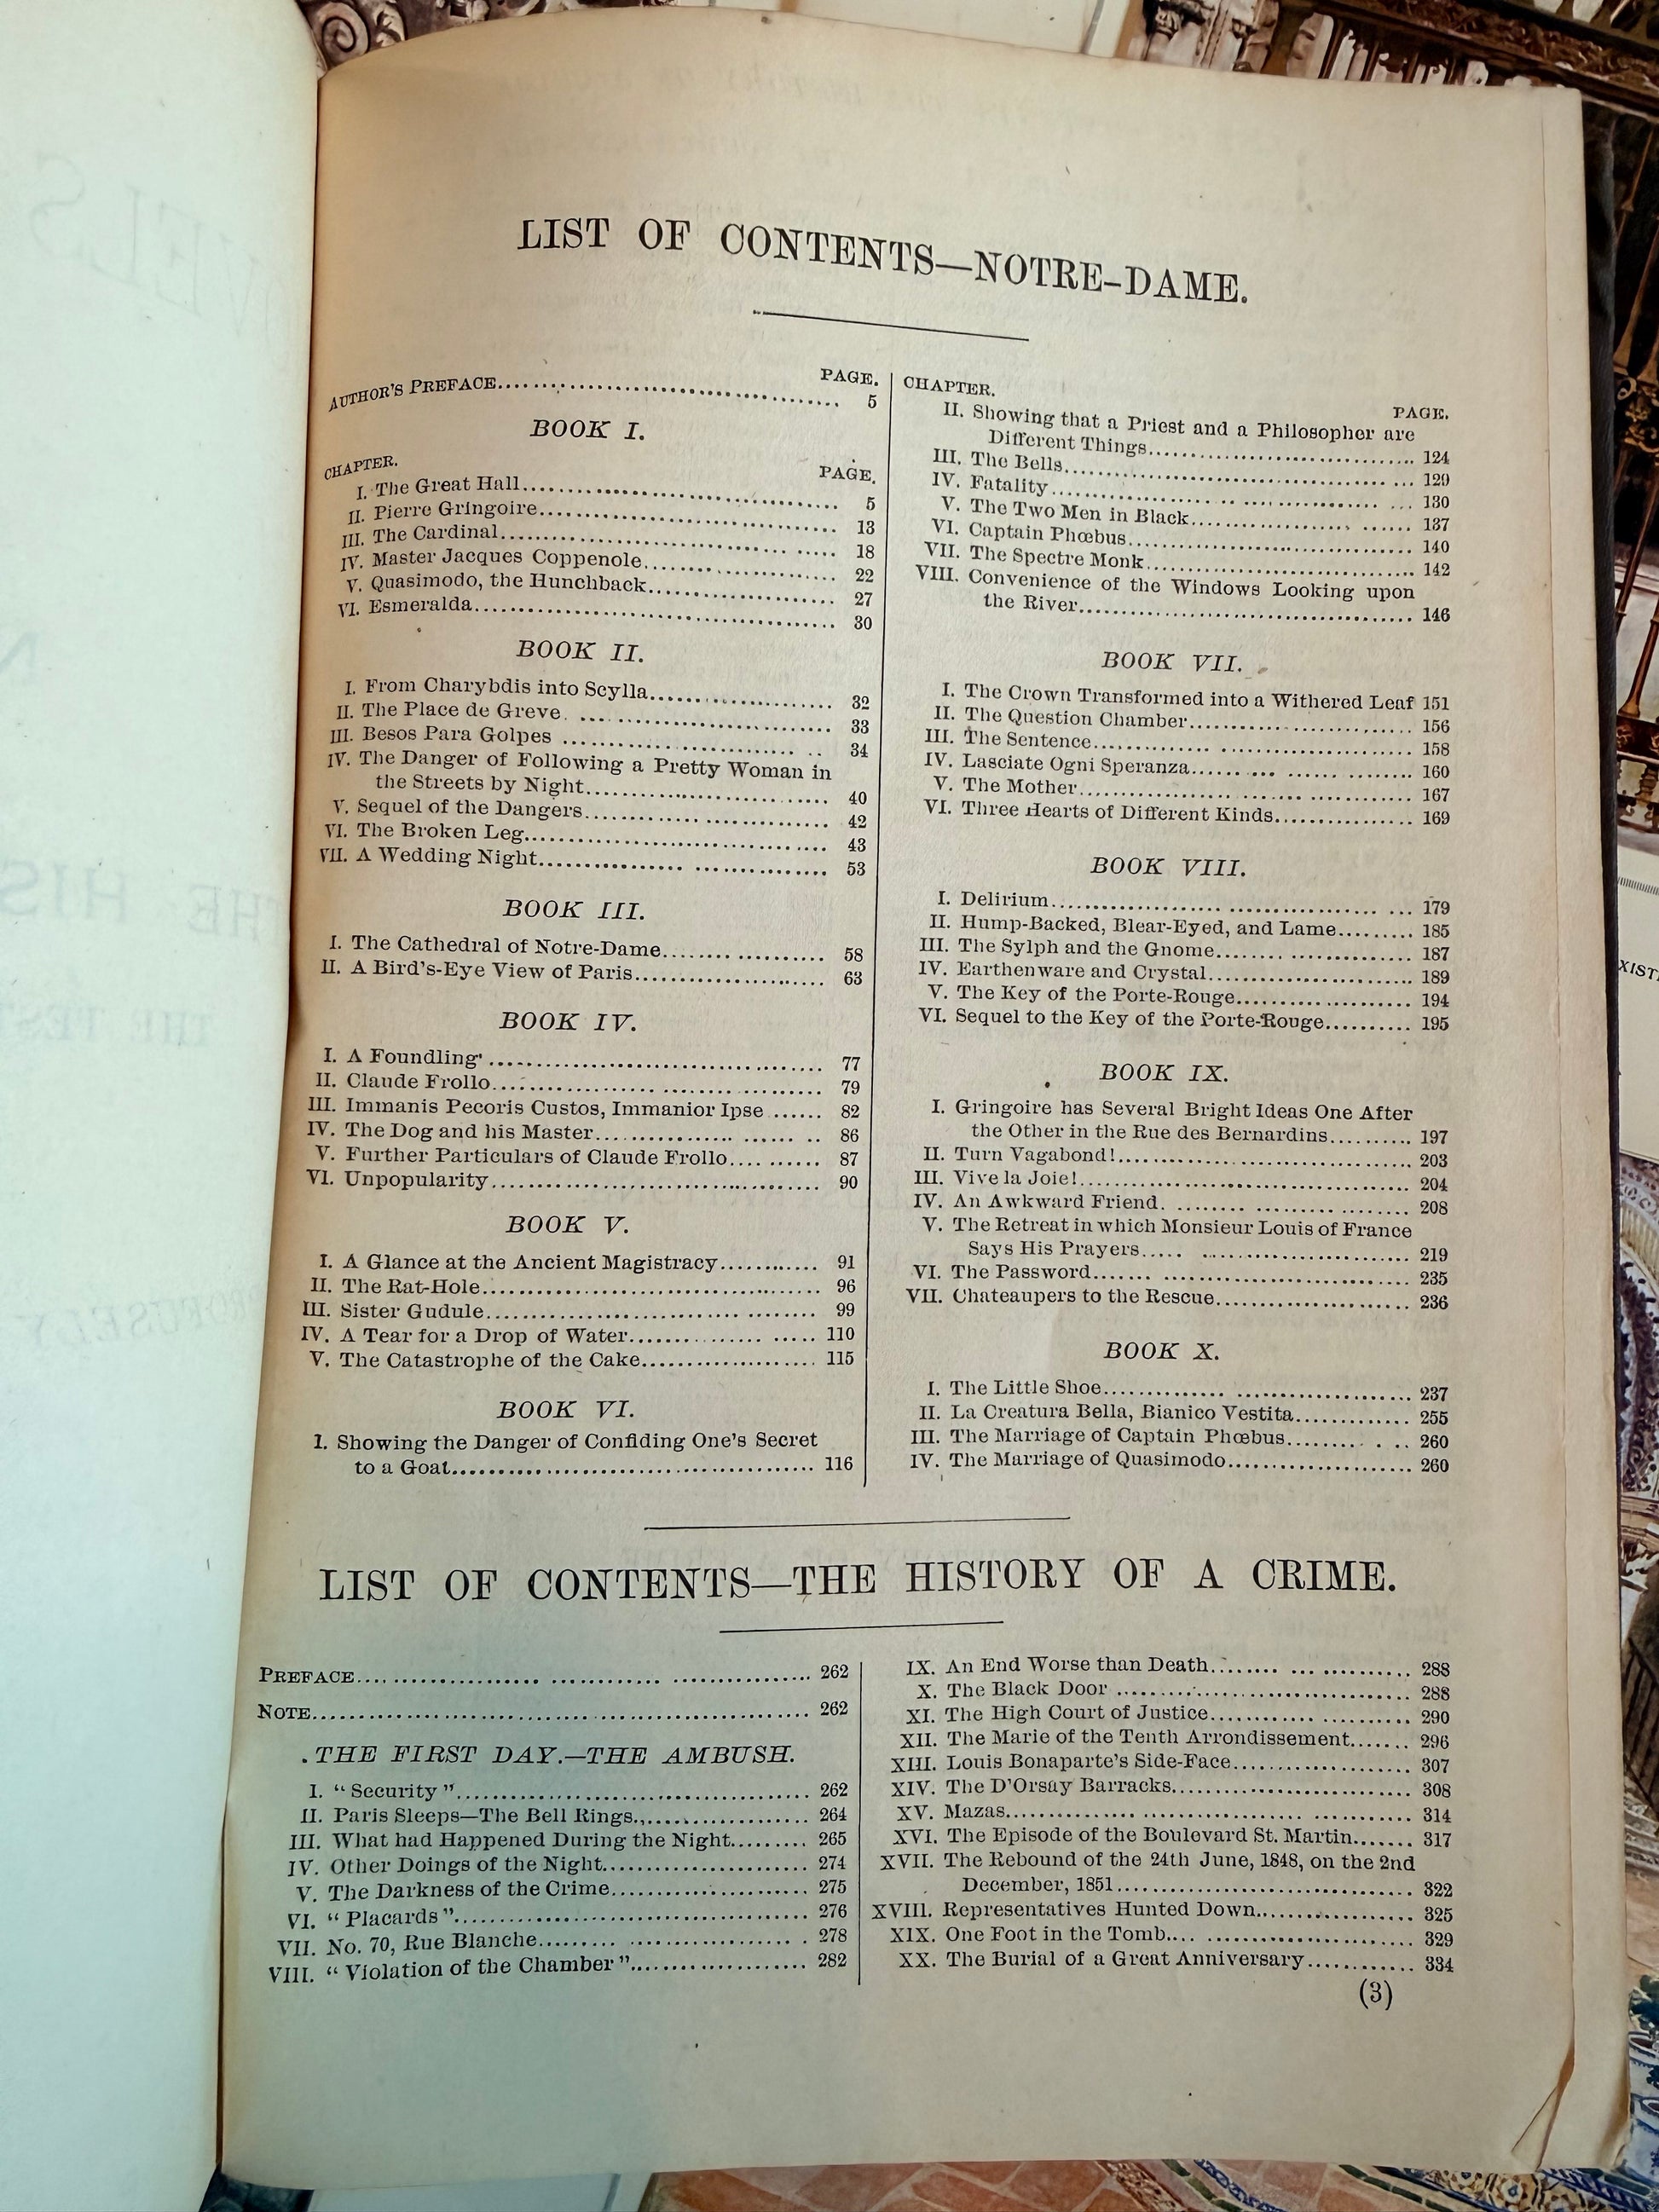 LIST OF CONTENTS—NOTRE-DAME.
PAGE.
AUTHOR'S PREFACE 5
BOOK I.
CHAPTER. PAGE.
I. The Great Hall 5
II. Pierre Gringoire 13
III. The Cardinal 18
IV. Master Jacques Coppenole 22
V. Quasimodo, the Hunchback 27
VI. Esmeralda 30
BOOK II.
I. From Charybdis into Scylla 32
II. The Place de Greve 33
III. Besos Para Golpes 34
IV. The Danger of Following a Pretty Woman in
the Streets by Night 40
V. Sequel of the Dangers 42
VI. The Broken Leg 43
VII. A Wedding Night 53
BOOK III.
I. The Cathedral of Notre-Dame 58
II. A Bird's-Eye View of Paris 63
BOOK IV.
I. A Foundling 77
II. Claude Frollo 79
III. Immanis Pecoris Custos, Immanior Ipse 82
IV. The Dog and his Master 86
V. Further Particulars of Claude Frollo 87
VI. Unpopularity 90
BOOK V.
I. A Glance at the Ancient Magistracy 91
II. The Rat-Hole 96
III. Sister Gudule 99
IV. A Tear for a Drop of Water 110
V. The Catastrophe of the Cake 115
BOOK VI.
I. Showing the Danger of Confiding One's Secret
to a Goat 116
CHAPTER. PAGE.
II. Showing that a Priest and a Philosopher are
Different Things 124
III. The Bells 129
IV. Fatality 130
V. The Two Men in Black 137
VI. Captain Phœbus 140
VII. The Spectre Monk 142
VIII. Convenience of the Windows Looking upon
the River 146
BOOK VII.
I. The Crown Transformed into a Withered Leaf 151
II. The Question Chamber 156
III. The Sentence 158
IV. Lasciate Ogni Speranza 160
V. The Mother 167
VI. Three Hearts of Different Kinds 169
BOOK VIII.
I. Delirium 179
II. Hump-Backed, Blear-Eyed, and Lame 185
III. The Sylph and the Gnome 187
IV. Earthenware and Crystal 189
V. The Key of the Porte-Rouge 194
VI. Sequel to the Key of the Porte-Rouge 195
BOOK IX.
I. Gringoire has Several Bright Ideas One After
the Other in the Rue des Bernardins 197
II. Turn Vagabond! 203
III. Vive la Joie! 204
IV. An Awkward Friend. 208
V. The Retreat in which Monsieur Louis of France
Says His Prayers 219
VI. The Password 235
VII. Chateaupers to the Rescue 236
BOOK X.
I. The Little Shoe 237
II. La Creatura Bella, Bianico Vestita 255
III. The Marriage of Captain Phœbus 260
IV. The Marriage of Quasimodo 260
LIST OF CONTENTS—THE HISTORY OF A CRIME.
PREFACE 262
NOTE 262
THE FIRST DAY.—THE AMBUSH.
I. “Security” 262
II. Paris Sleeps—The Bell Rings 264
III. What had Happened During the Night 265
IV. Other Doings of the Night 274
V. The Darkness of the Crime 275
VI. “Placards” 276
VII. No. 70, Rue Blanche 278
VIII. “Violation of the Chamber” 282
IX. An End Worse than Death 288
X. The Black Door 288
XI. The High Court of Justice 290
XII. The Marie of the Tenth Arrondissement 296
XIII. Louis Bonaparte's Side-Face 307
XIV. The D'Orsay Barracks 308
XV. Mazas 314
XVI. The Episode of the Boulevard St. Martin 317
XVII. The Rebound of the 24th June, 1848, on the 2nd
December, 1851 322
XVIII. Representatives Hunted Down 325
XIX. One Foot in the Tomb 329
XX. The Burial of a Great Anniversary 334
(3)